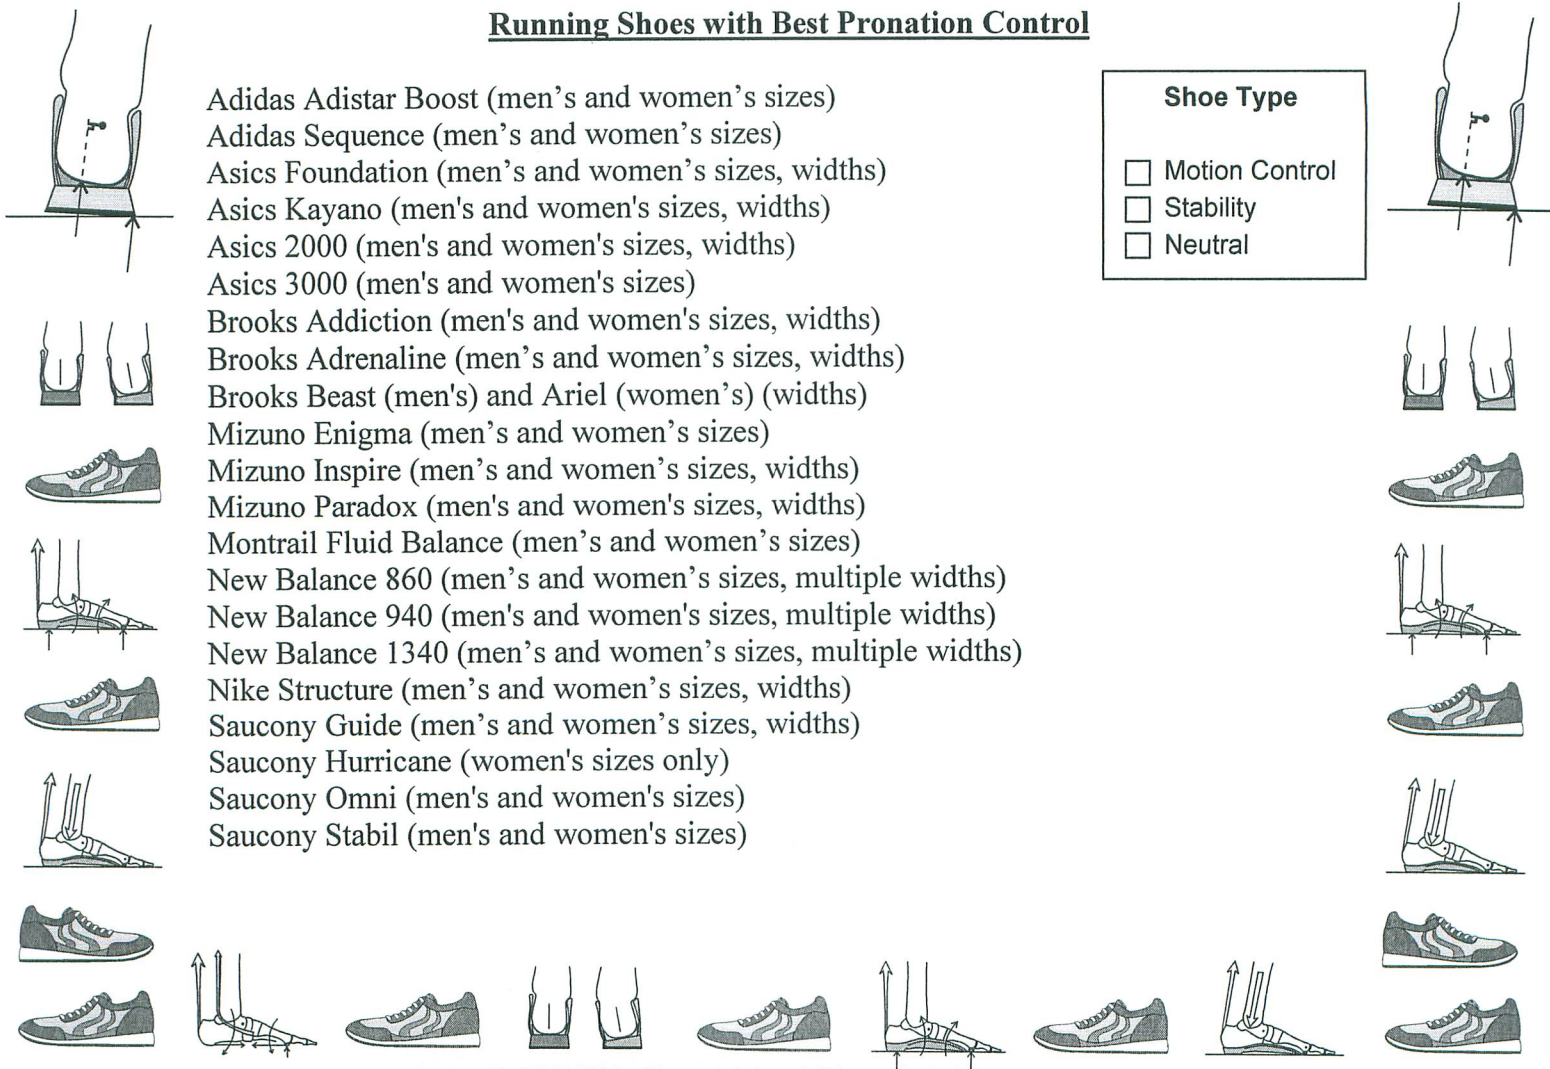 Running Shoes with Best Pronation Control
Adidas Adistar Boost (men’s and women’s sizes)
Adidas Sequence (men’s and women’s sizes)
Asics Foundation (men’s and women’s sizes, widths)
Asics Kayano (men's and women's sizes, widths)
Asics 2000 (men's and women's sizes, widths)
Asics 3000 (men's and women's sizes)
Brooks Addiction (men's and women's sizes, widths)
Brooks Adrenaline (men’s and women’s sizes, widths)
Brooks Beast (men's) and Ariel (women’s) (widths)
Mizuno Enigma (men’s and women’s sizes)
Mizuno Inspire (men’s and women’s sizes, widths)
Mizuno Paradox (men's and women's sizes, widths)
Montrail Fluid Balance (men’s and women’s sizes)
New Balance 860 (men’s and women’s sizes, multiple widths)
New Balance 940 (men's and women's sizes, multiple widths)
New Balance 1340 (men’s and women’s sizes, multiple widths)
Nike Structure (men’s and women’s sizes, widths)
Saucony Guide (men’s and women’s sizes, widths)
Saucony Hurricane (women's sizes only)
Saucony Omni (men's and women's sizes)
Saucony Stabil (men's and women's sizes)
Shoe Type
Motion Control
Stability
Neutral